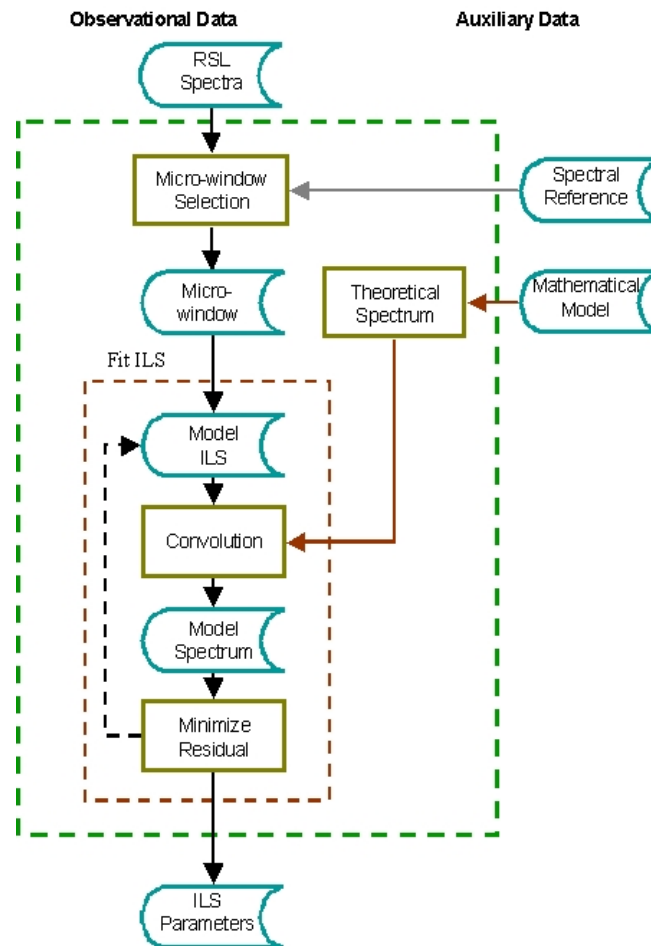 Observational Data
Auxiliary Data
RSL
Spectra
Micro-window
Selection
Spectral
Reference
Micro-
window
Theoretical
Spectrum
Mathematical
Model
Fit ILS
Model
ILS
Convolution
Model
Spectrum
Minimize
Residual
ILS
Parameters